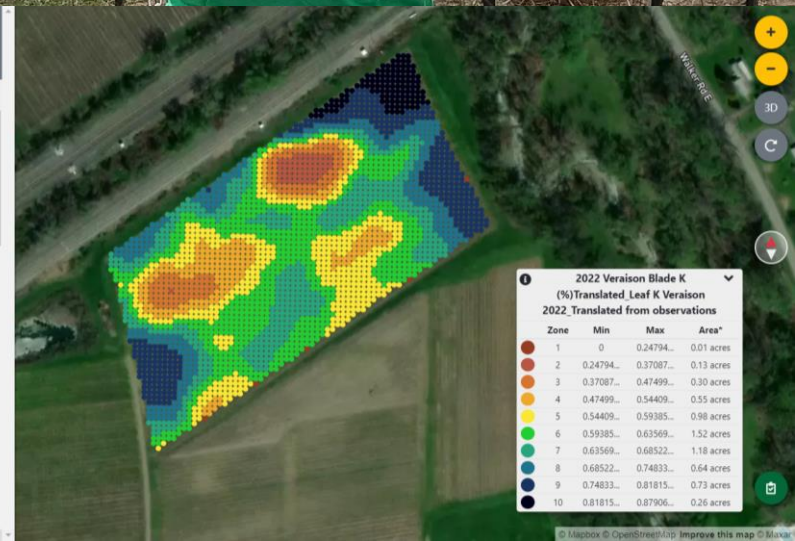 Walker Rd E
+
−
3D
2022 Veraison Blade K
(%)Translated_Leaf K Veraison
2022_Translated from observations
Zone Min Max Area*
1 0 0.24794... 0.01 acres
2 0.24794... 0.37087... 0.13 acres
3 0.37087... 0.47499... 0.30 acres
4 0.47499... 0.54409... 0.55 acres
5 0.54409... 0.59385... 0.98 acres
6 0.59385... 0.63569... 1.52 acres
7 0.63569... 0.68522... 1.18 acres
8 0.68522... 0.74833... 0.64 acres
9 0.74833... 0.81815... 0.73 acres
10 0.81815... 0.87906... 0.26 acres
© Mapbox © OpenStreetMap Improve this map © Maxar